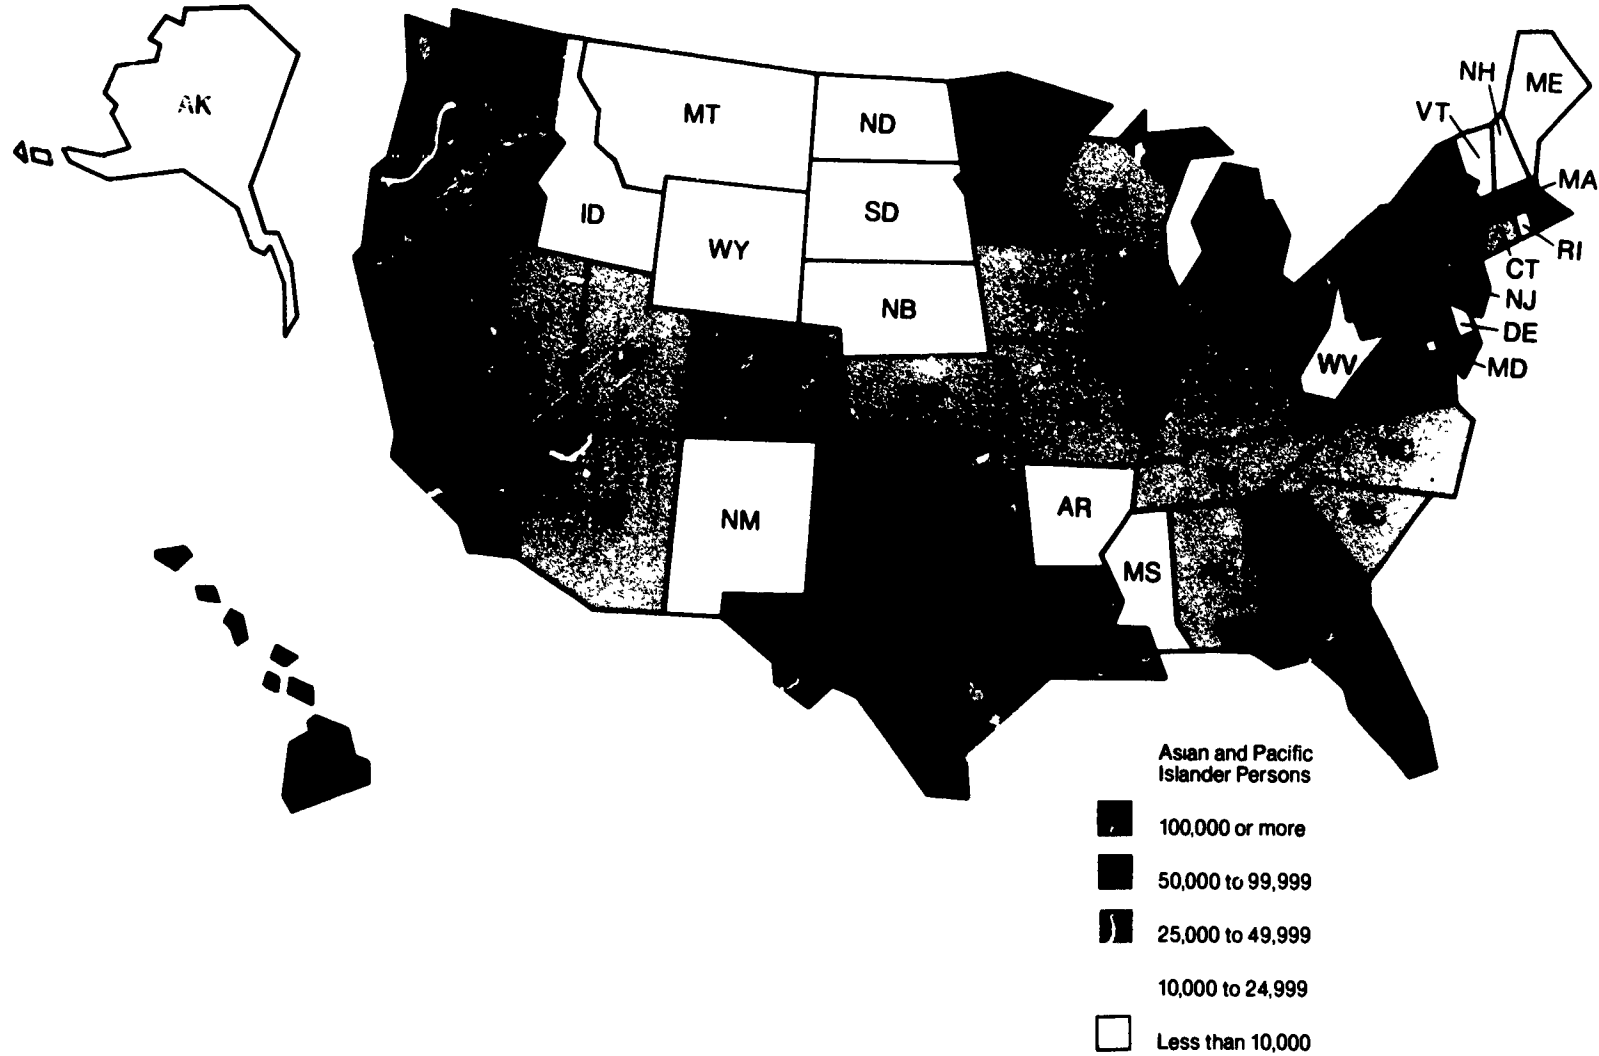 AK
MT
ND
NH
ME
VT
MA
ID
SD
WY
RI
CT
NB
NJ
DE
WV
MD
AR
NM
MS
Asian and Pacific
Islander Persons
100,000 or more
50,000 to 99,999
25,000 to 49,999
10,000 to 24,999
Less than 10,000